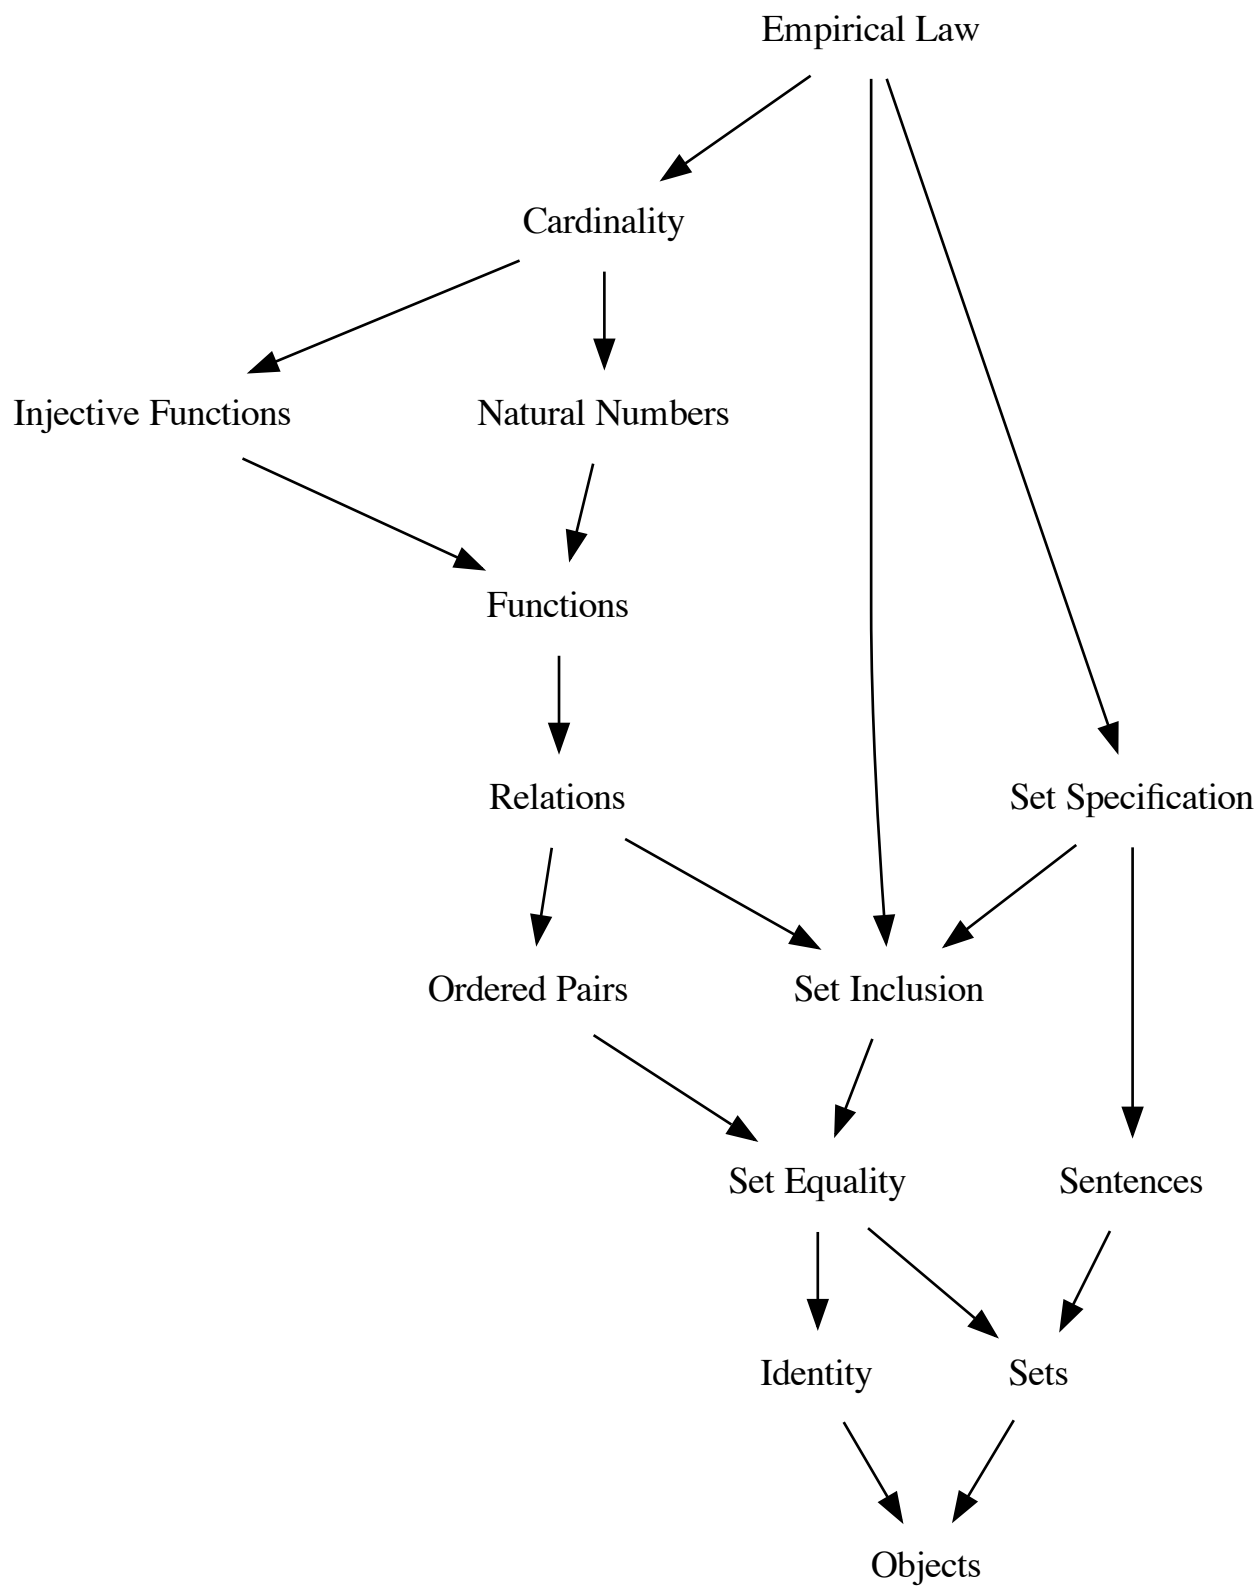 Empirical Law
Cardinality
Injective Functions
Natural Numbers
Functions
Relations
Set Specification
Ordered Pairs
Set Inclusion
Set Equality
Sentences
Identity
Sets
Objects